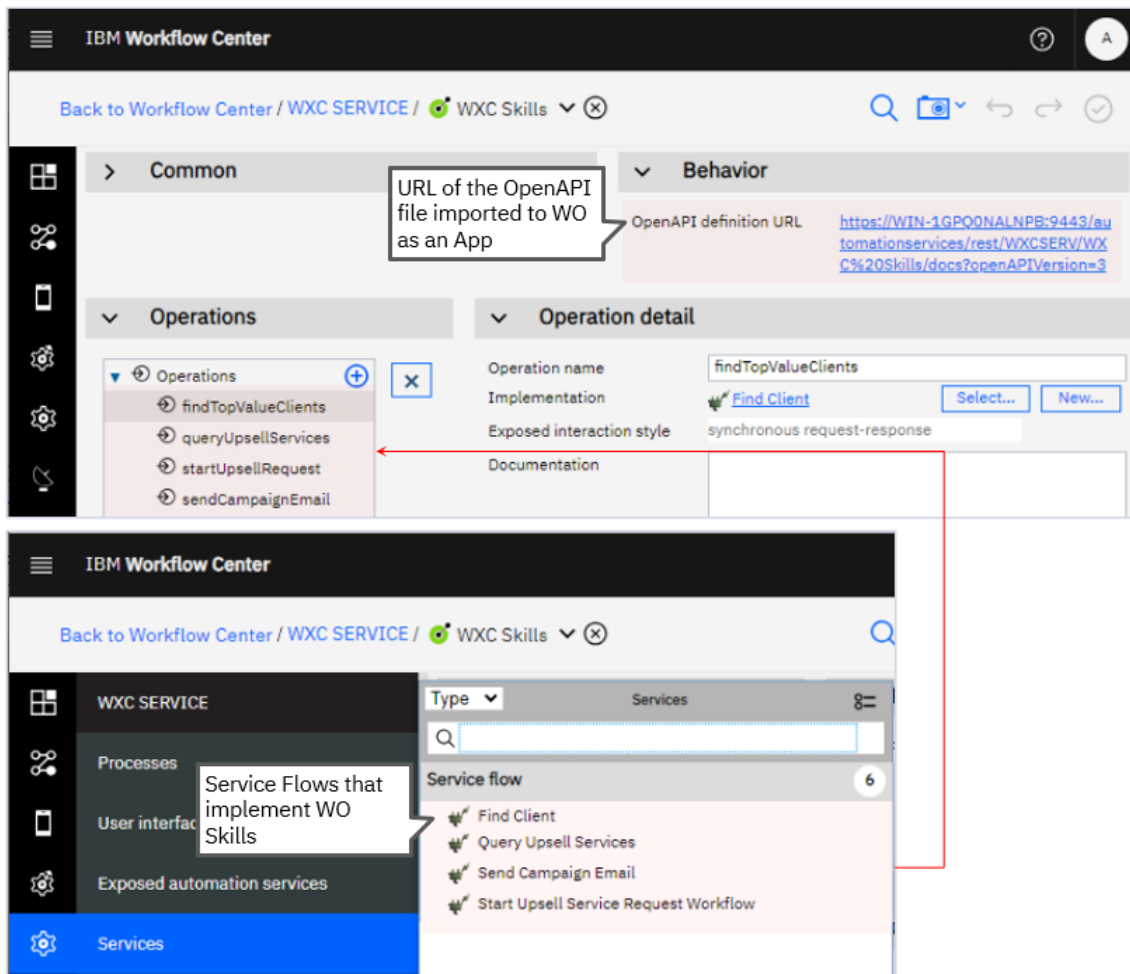 IBM Workflow Center
A
Back to Workflow Center / WXC SERVICE / WXC Skills
Common
Behavior
URL of the OpenAPI
file imported to WO
as an App
OpenAPI definition URL
https://WIN-1GPQ0NALNPB:9443/au
tomationservices/rest/WXCSERV/WX
C%20Skills/docs?openAPIVersion=3
Operations
Operation detail
Operations
findTopValueClients
queryUpsellServices
startUpsellRequest
sendCampaignEmail
Operation name
findTopValueClients
Implementation
Find Client
Select...
New...
Exposed interaction style
synchronous request-response
Documentation
IBM Workflow Center
Back to Workflow Center / WXC SERVICE / WXC Skills
WXC SERVICE
Processes
User interfac
Exposed automation services
Services
Service Flows that
implement WO
Skills
Type
Services
Service flow
6
Find Client
Query Upsell Services
Send Campaign Email
Start Upsell Service Request Workflow